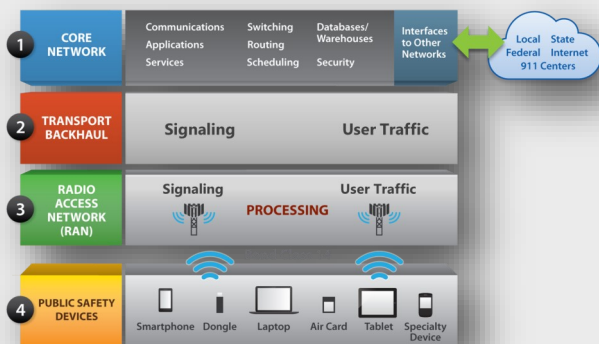 1
CORE
NETWORK
Communications
Applications
Services
Switching
Routing
Scheduling
Databases/
Warehouses
Security
Interfaces
to Other
Networks
Local State
Federal Internet
911 Centers
2
TRANSPORT
BACKHAUL
Signaling
User Traffic
3
RADIO
ACCESS
NETWORK
(RAN)
Signaling
PROCESSING
User Traffic
4
PUBLIC SAFETY
DEVICES
Smartphone
Dongle
Laptop
Air Card
Tablet
Specialty
Device